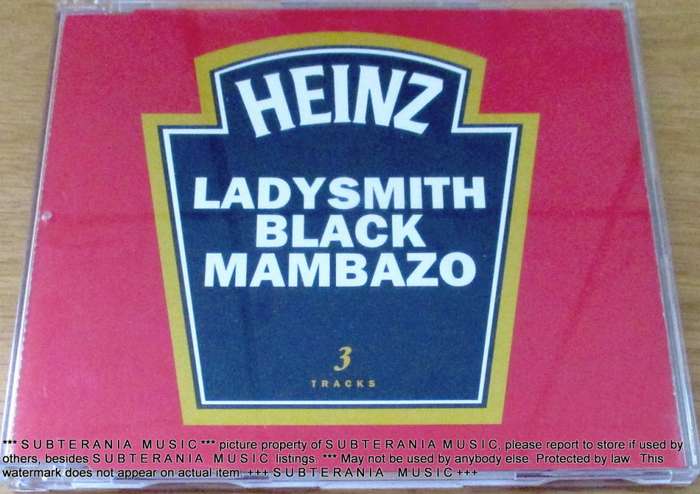 HEINZ
LADYSMITH
BLACK
MAMBAZO
3
TRACKS
*** S U B T E R A N I A   M U S I C *** picture property of S U B T E R A N I A M U S I C, please report to store if used by
others, besides S U B T E R A N I A   M U S I C listings. *** May not be used by anybody else. Protected by law.  This
watermark does not appear on actual item. +++ S U B T E R A N I A    M U S I C +++